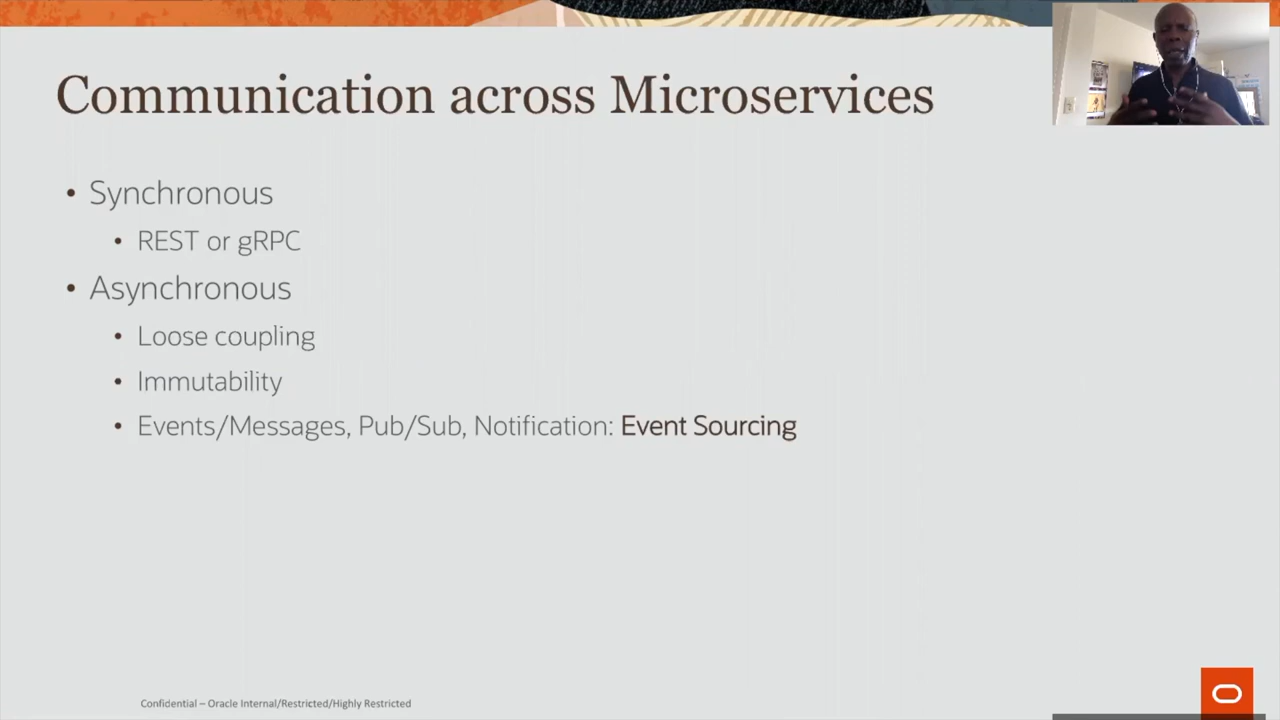 Communication across Microservices
• Synchronous
• REST or gRPC
• Asynchronous
• Loose coupling
• Immutability
• Events/Messages, Pub/Sub, Notification: Event Sourcing
Confidential – Oracle Internal/Restricted/Highly Restricted